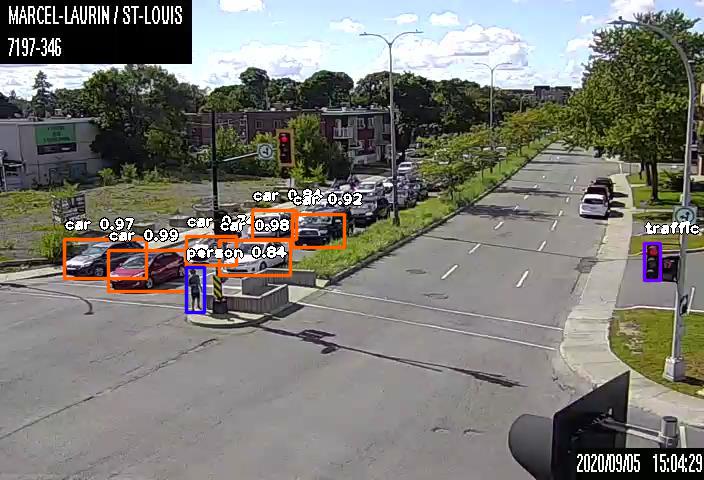 MARCEL-LAURIN / ST-LOUIS
7197-346
car 0.92
car 0.97
car 0.99
car 0.98
person 0.84
traffic
2020/09/05 15:04:29